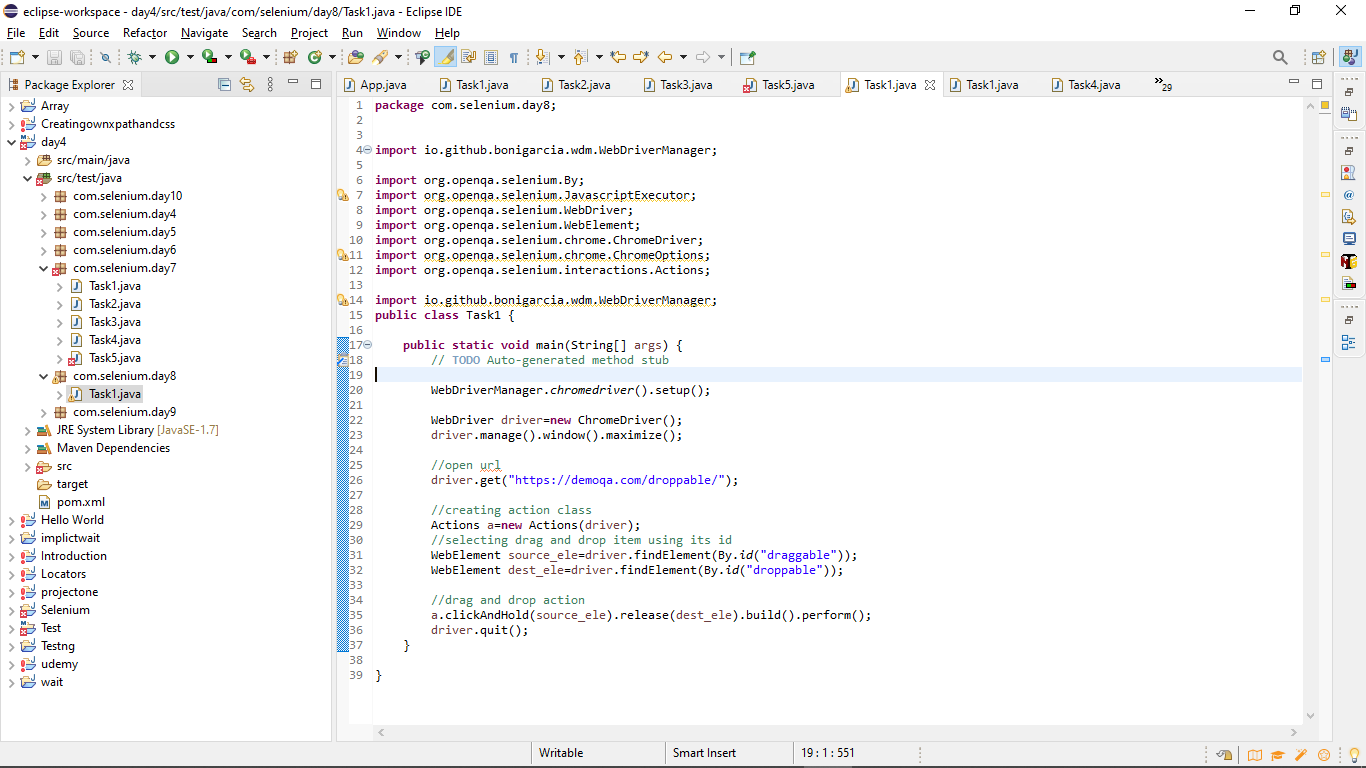 eclipse-workspace - day4/src/test/java/com/selenium/day8/Task1.java - Eclipse IDE
File Edit Source Refactor Navigate Search Project Run Window Help
Package Explorer
Array
Creatingownxpathandcss
day4
src/main/java
src/test/java
com.selenium.day10
com.selenium.day4
com.selenium.day5
com.selenium.day6
com.selenium.day7
Task1.java
Task2.java
Task3.java
Task4.java
Task5.java
com.selenium.day8
Task1.java
com.selenium.day9
JRE System Library [JavaSE-1.7]
Maven Dependencies
src
target
pom.xml
Hello World
implictwait
Introduction
Locators
projectone
Selenium
Test
Testng
udemy
wait
App.java Task1.java Task2.java Task3.java Task5.java Task1.java Task1.java Task4.java »29
1 package com.selenium.day8;
2
3
4 import io.github.bonigarcia.wdm.WebDriverManager;
5
6 import org.openqa.selenium.By;
7 import org.openqa.selenium.JavascriptExecutor;
8 import org.openqa.selenium.WebDriver;
9 import org.openqa.selenium.WebElement;
10 import org.openqa.selenium.chrome.ChromeDriver;
11 import org.openqa.selenium.chrome.ChromeOptions;
12 import org.openqa.selenium.interactions.Actions;
13
14 import io.github.bonigarcia.wdm.WebDriverManager;
15 public class Task1 {
16
17 public static void main(String[] args) {
18 // TODO Auto-generated method stub
19
20 WebDriverManager.chromedriver().setup();
21
22 WebDriver driver=new ChromeDriver();
23 driver.manage().window().maximize();
24
25 //open url
26 driver.get("https://demoqa.com/droppable/");
27
28 //creating action class
29 Actions a=new Actions(driver);
30 //selecting drag and drop item using its id
31 WebElement source_ele=driver.findElement(By.id("draggable"));
32 WebElement dest_ele=driver.findElement(By.id("droppable"));
33
34 //drag and drop action
35 a.clickAndHold(source_ele).release(dest_ele).build().perform();
36 driver.quit();
37 }
38
39 }
Writable Smart Insert 19 : 1 : 551